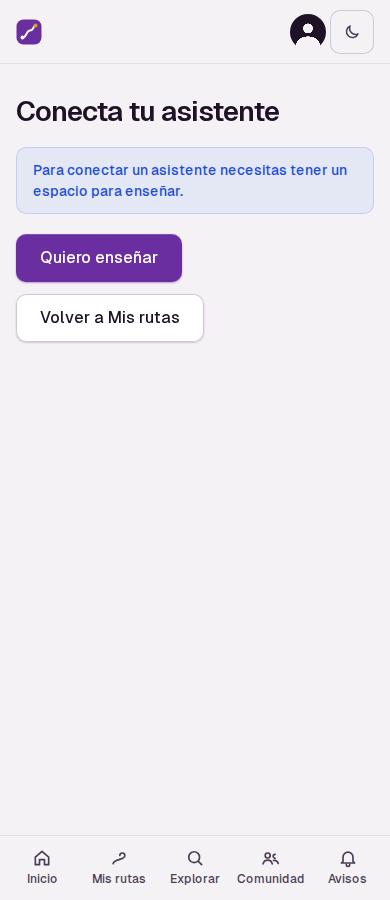 Conecta tu asistente
Para conectar un asistente necesitas tener un
espacio para enseñar.
Quiero enseñar
Volver a Mis rutas
Inicio
Mis rutas
Explorar
Comunidad
Avisos